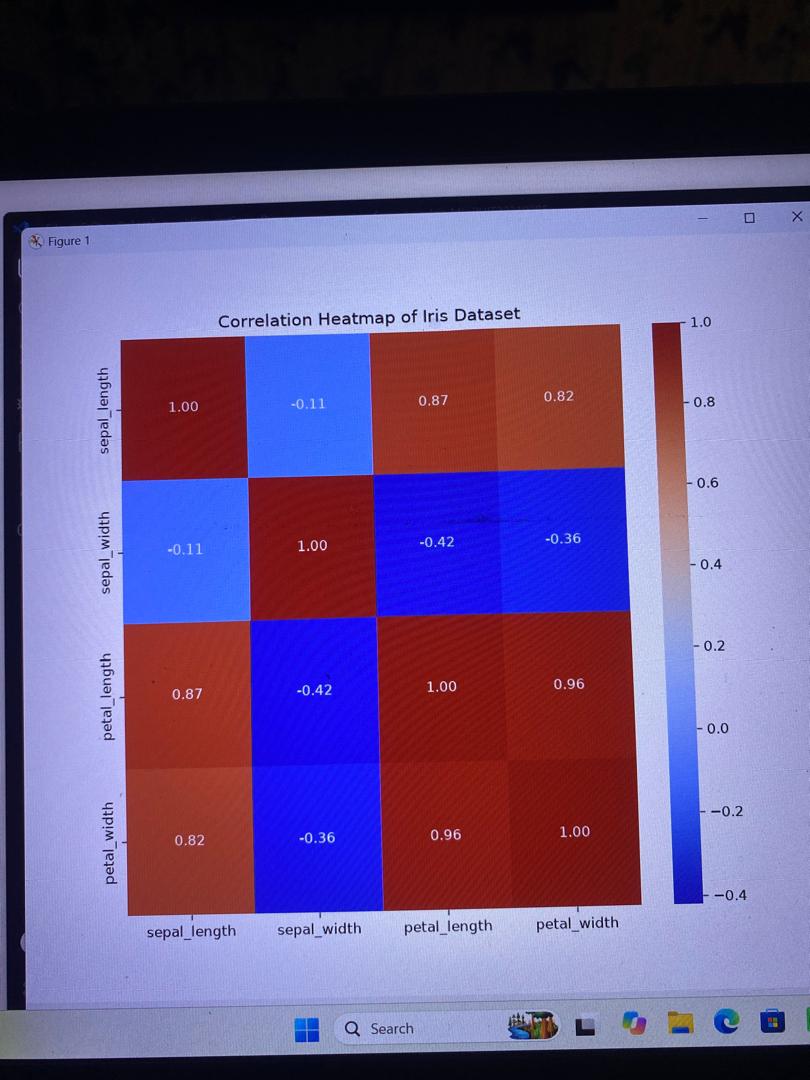 Figure 1
Correlation Heatmap of Iris Dataset
sepal_length
1.00 -0.11 0.87 0.82
sepal_width
-0.11 1.00 -0.42 -0.36
petal_length
0.87 -0.42 1.00 0.96
petal_width
0.82 -0.36 0.96 1.00
sepal_length sepal_width petal_length petal_width
1.0
0.8
0.6
0.4
0.2
0.0
−0.2
−0.4
Search